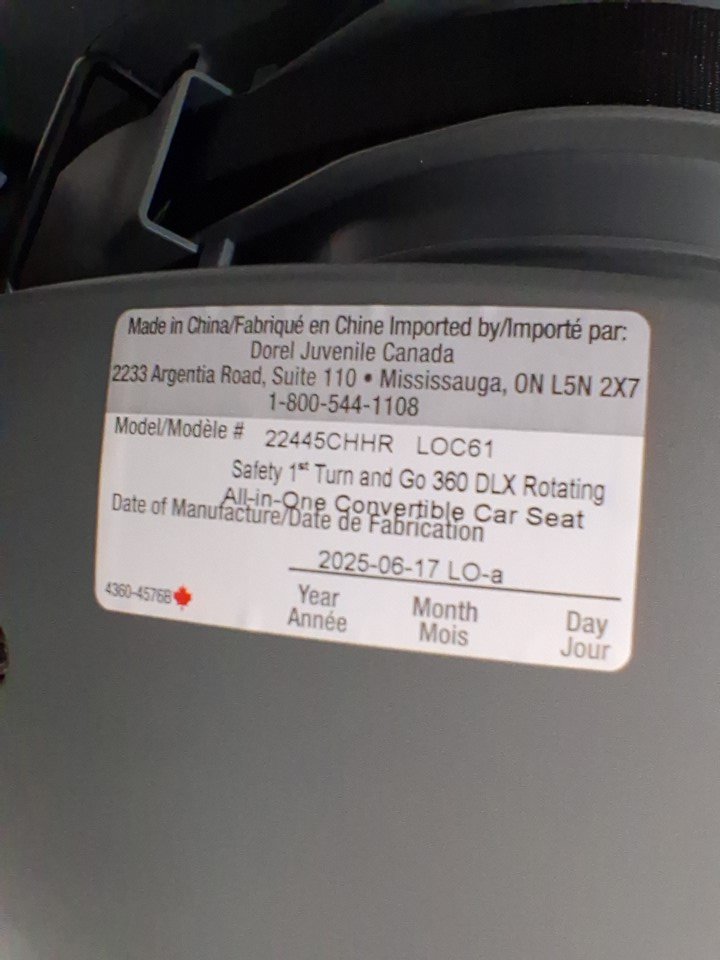 Made in China/Fabriqué en Chine Imported by/Importé par:
Dorel Juvenile Canada
2233 Argentia Road, Suite 110 • Mississauga, ON L5N 2X7
1-800-544-1108
Model/Modèle # 22445CHHR LOC61
Safety 1st Turn and Go 360 DLX Rotating
All-in-One Convertible Car Seat
Date of Manufacture/Date de Fabrication
2025-06-17 LO-a
Year Month Day
Année Mois Jour
4360-4576B